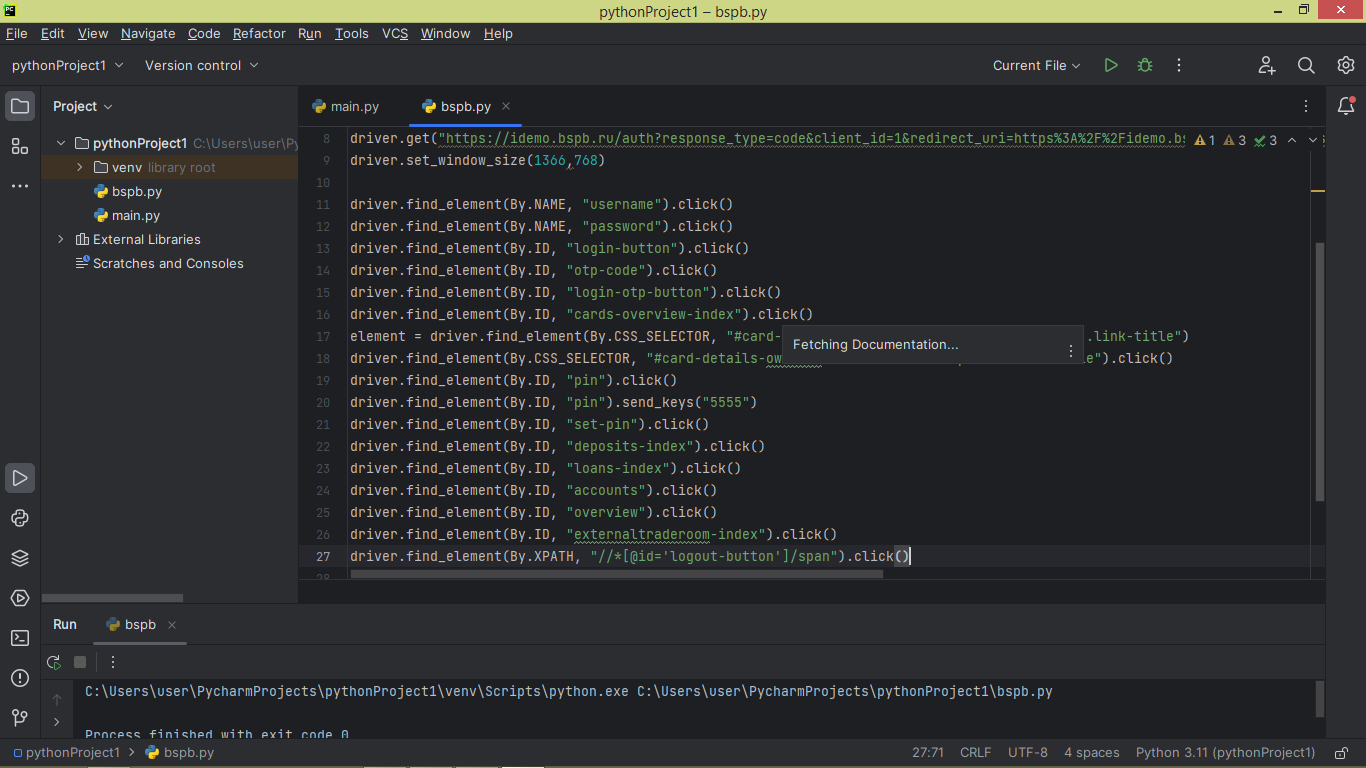 PC
pythonProject1 – bspb.py
File Edit View Navigate Code Refactor Run Tools VCS Window Help
pythonProject1 Version control Current File
Project
main.py bspb.py
pythonProject1 C:\Users\user\Py
venv library root
bspb.py
main.py
External Libraries
Scratches and Consoles
8 driver.get("https://idemo.bspb.ru/auth?response_type=code&client_id=1&redirect_uri=https%3A%2F%2Fidemo.bs
1 3 3
9 driver.set_window_size(1366,768)
10
11 driver.find_element(By.NAME, "username").click()
12 driver.find_element(By.NAME, "password").click()
13 driver.find_element(By.ID, "login-button").click()
14 driver.find_element(By.ID, "otp-code").click()
15 driver.find_element(By.ID, "login-otp-button").click()
16 driver.find_element(By.ID, "cards-overview-index").click()
17 element = driver.find_element(By.CSS_SELECTOR, "#card- .link-title")
Fetching Documentation...
18 driver.find_element(By.CSS_SELECTOR, "#card-details-ow e").click()
19 driver.find_element(By.ID, "pin").click()
20 driver.find_element(By.ID, "pin").send_keys("5555")
21 driver.find_element(By.ID, "set-pin").click()
22 driver.find_element(By.ID, "deposits-index").click()
23 driver.find_element(By.ID, "loans-index").click()
24 driver.find_element(By.ID, "accounts").click()
25 driver.find_element(By.ID, "overview").click()
26 driver.find_element(By.ID, "externaltraderoom-index").click()
27 driver.find_element(By.XPATH, "//*[@id='logout-button']/span").click()
28
Run bspb
C:\Users\user\PycharmProjects\pythonProject1\venv\Scripts\python.exe C:\Users\user\PycharmProjects\pythonProject1\bspb.py
Process finished with exit code 0
pythonProject1 bspb.py 27:71 CRLF UTF-8 4 spaces Python 3.11 (pythonProject1)